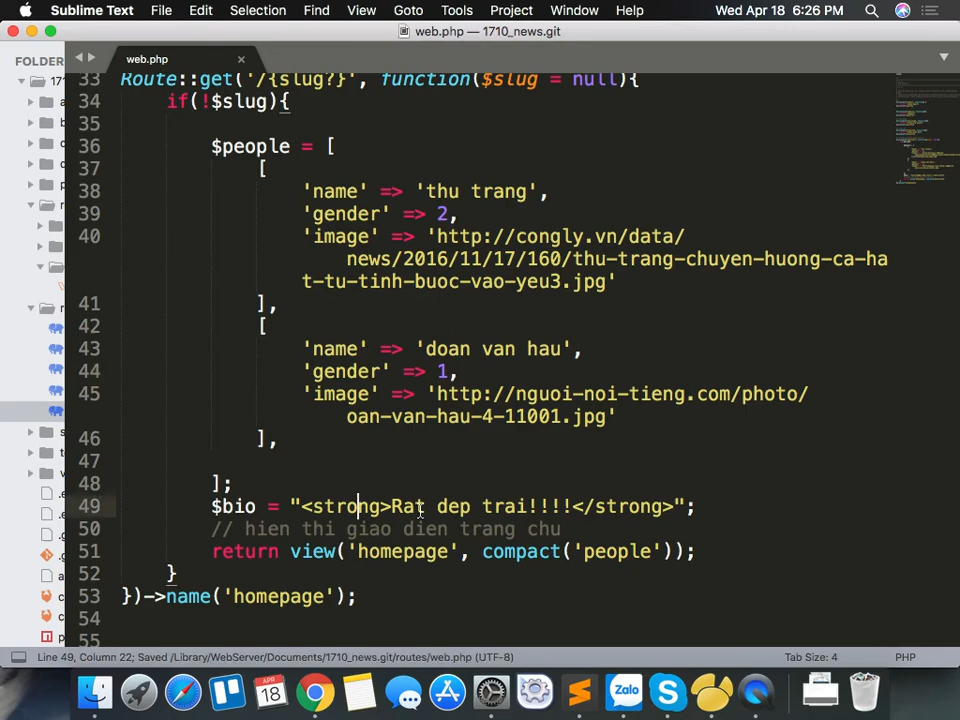 Sublime Text File Edit Selection Find View Goto Tools Project Window Help Wed Apr 18 6:26 PM
web.php — 1710_news.git
FOLDER
web.php
33 Route::get('/{slug?}', function($slug = null){
34 if(!$slug){
35
36 $people = [
37 [
38 'name' => 'thu trang',
39 'gender' => 2,
40 'image' => 'http://congly.vn/data/
news/2016/11/17/160/thu-trang-chuyen-huong-ca-ha
t-tu-tinh-buoc-vao-yeu3.jpg'
41 ],
42 [
43 'name' => 'doan van hau',
44 'gender' => 1,
45 'image' => 'http://nguoi-noi-tieng.com/photo/
oan-van-hau-4-11001.jpg'
46 ],
47
48 ];
49 $bio = "<strong>Rat dep trai!!!!</strong>";
50 // hien thi giao dien trang chu
51 return view('homepage', compact('people'));
52 }
53 })->name('homepage');
54
55
Line 49, Column 22; Saved /Library/WebServer/Documents/1710_news.git/routes/web.php (UTF-8) Tab Size: 4 PHP
APR
18
Zalo